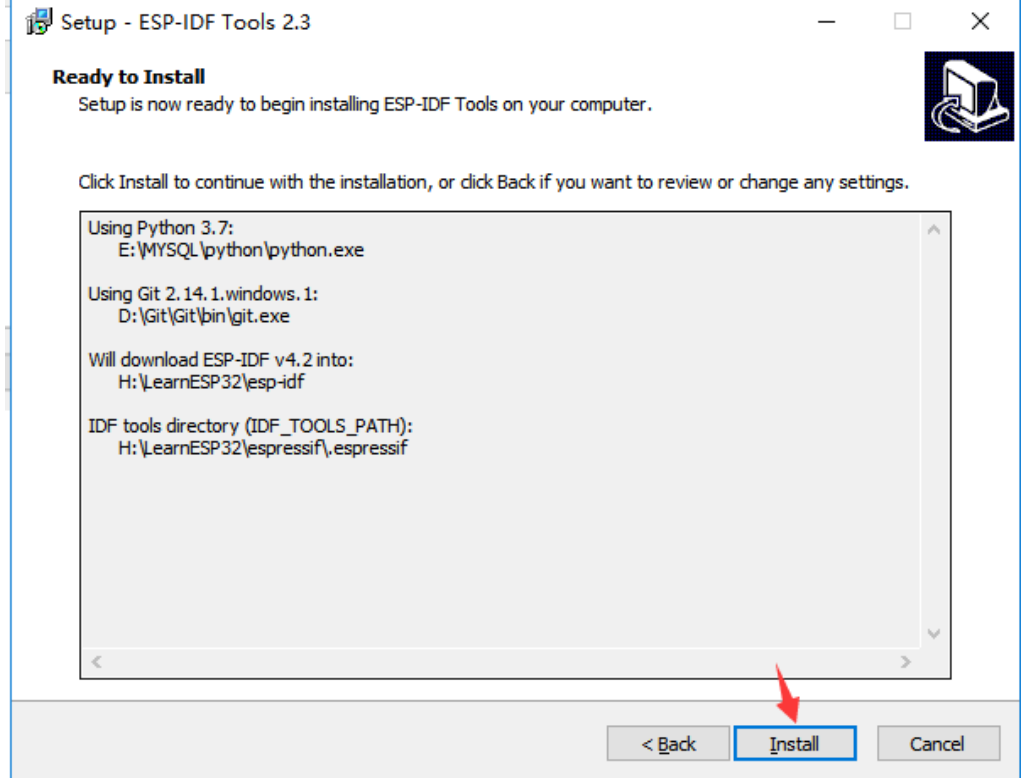 Setup - ESP-IDF Tools 2.3
Ready to Install
Setup is now ready to begin installing ESP-IDF Tools on your computer.
Click Install to continue with the installation, or click Back if you want to review or change any settings.
Using Python 3.7:
E:\MYSQL\python\python.exe
Using Git 2.14.1.windows.1:
D:\Git\Git\bin\git.exe
Will download ESP-IDF v4.2 into:
H:\LearnESP32\esp-idf
IDF tools directory (IDF_TOOLS_PATH):
H:\LearnESP32\espressif\.espressif
< Back
Install
Cancel